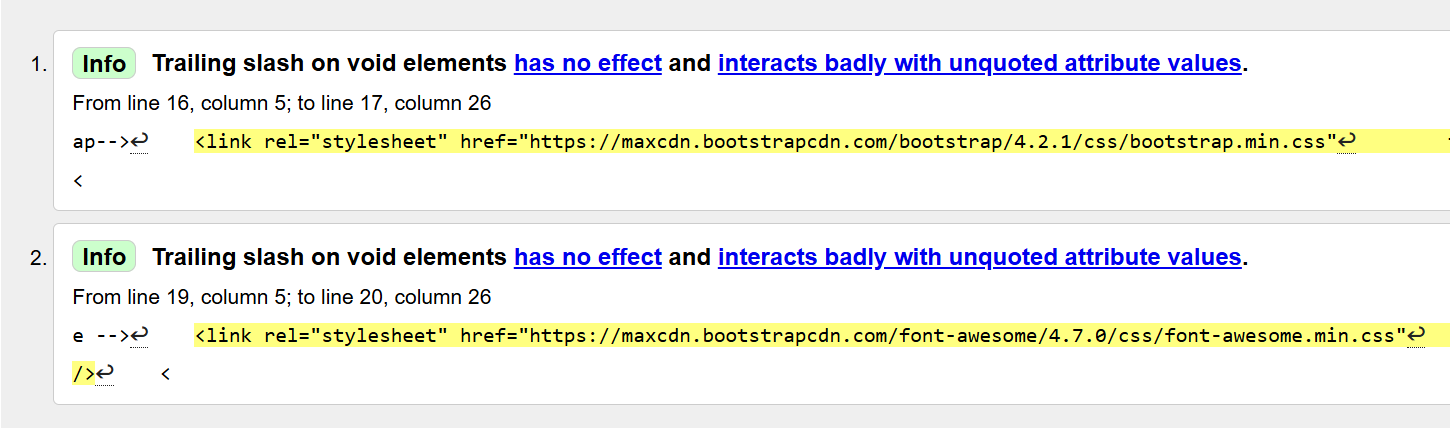 1. Info Trailing slash on void elements has no effect and interacts badly with unquoted attribute values.
From line 16, column 5; to line 17, column 26
ap-->↩    <link rel="stylesheet" href="https://maxcdn.bootstrapcdn.com/bootstrap/4.2.1/css/bootstrap.min.css"↩
<
2. Info Trailing slash on void elements has no effect and interacts badly with unquoted attribute values.
From line 19, column 5; to line 20, column 26
e -->↩    <link rel="stylesheet" href="https://maxcdn.bootstrapcdn.com/font-awesome/4.7.0/css/font-awesome.min.css"↩
/>↩    <